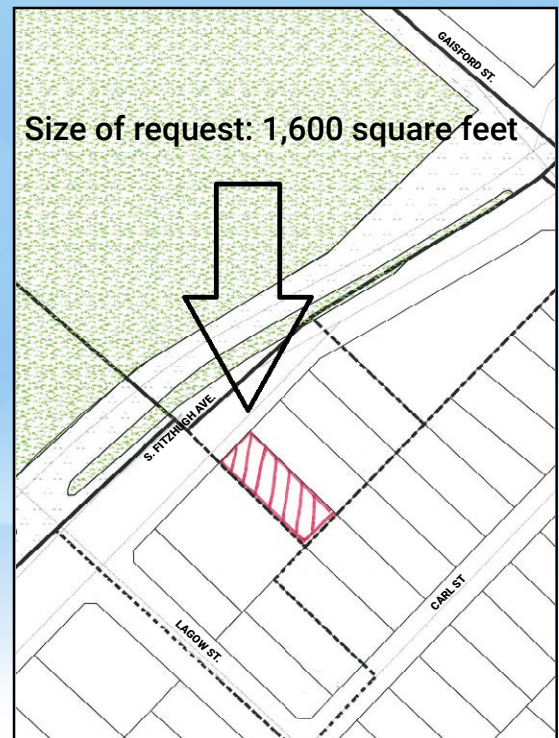 GAISFORD ST.
Size of request: 1,600 square feet
S. FITZHUGH AVE.
CARL ST
LAGOW ST.